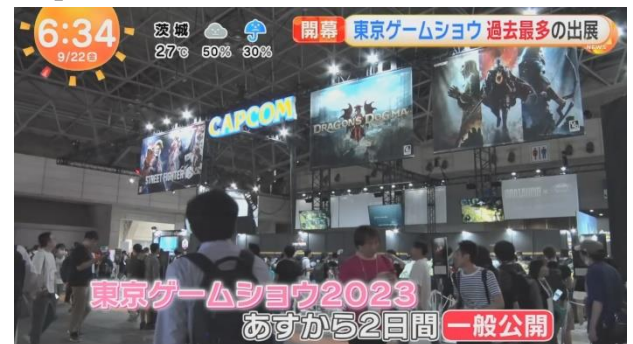 6:34
9/22金
茨城
27℃ 50% 30%
開幕 東京ゲームショウ 過去最多の出展
CAPCOM
STREET FIGHTER 6
DRAGON'S DOGMA
東京ゲームショウ2023
あすから2日間 一般公開